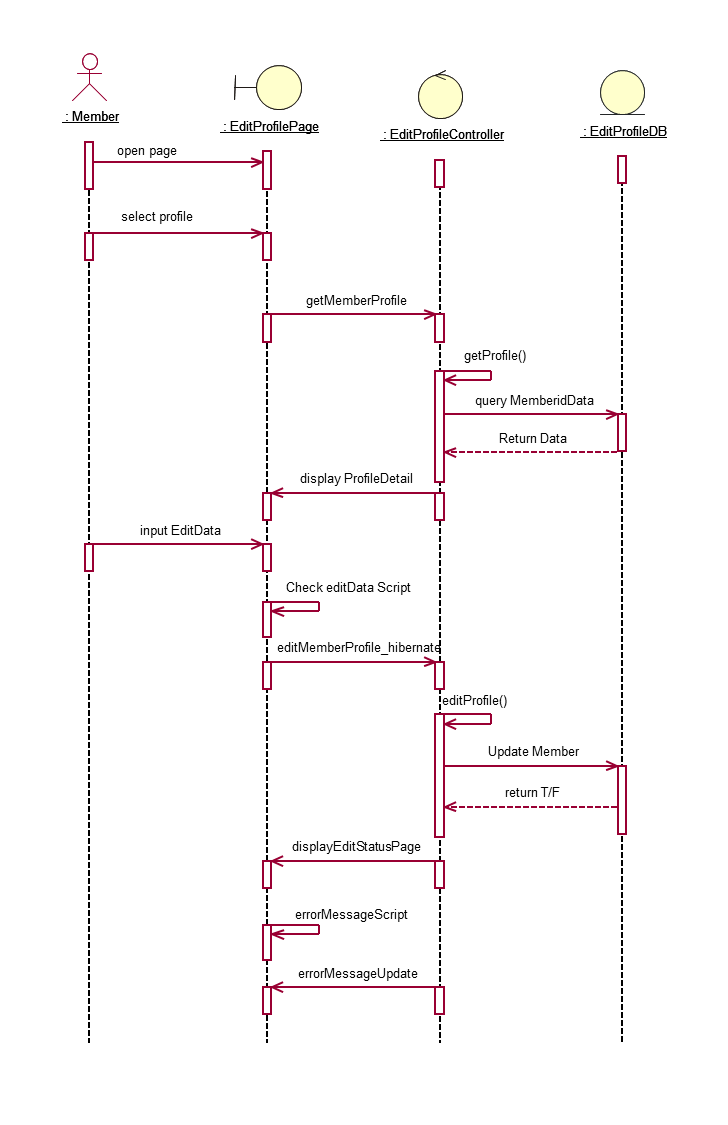 : Member
: EditProfilePage
: EditProfileController
: EditProfileDB
open page
select profile
getMemberProfile
getProfile()
query MemberidData
Return Data
display ProfileDetail
input EditData
Check editData Script
editMemberProfile_hibernate
editProfile()
Update Member
return T/F
displayEditStatusPage
errorMessageScript
errorMessageUpdate